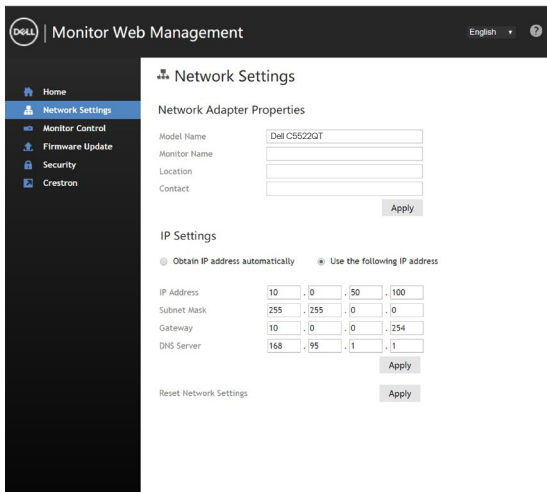 DELL | Monitor Web Management
English ▼ ?
Home
Network Settings
Monitor Control
Firmware Update
Security
Crestron
Network Settings
Network Adapter Properties
Model Name Dell C5522QT
Monitor Name
Location
Contact
Apply
IP Settings
Obtain IP address automatically Use the following IP address
IP Address 10 . 0 . 50 . 100
Subnet Mask 255 . 255 . 0 . 0
Gateway 10 . 0 . 0 . 254
DNS Server 168 . 95 . 1 . 1
Apply
Reset Network Settings Apply